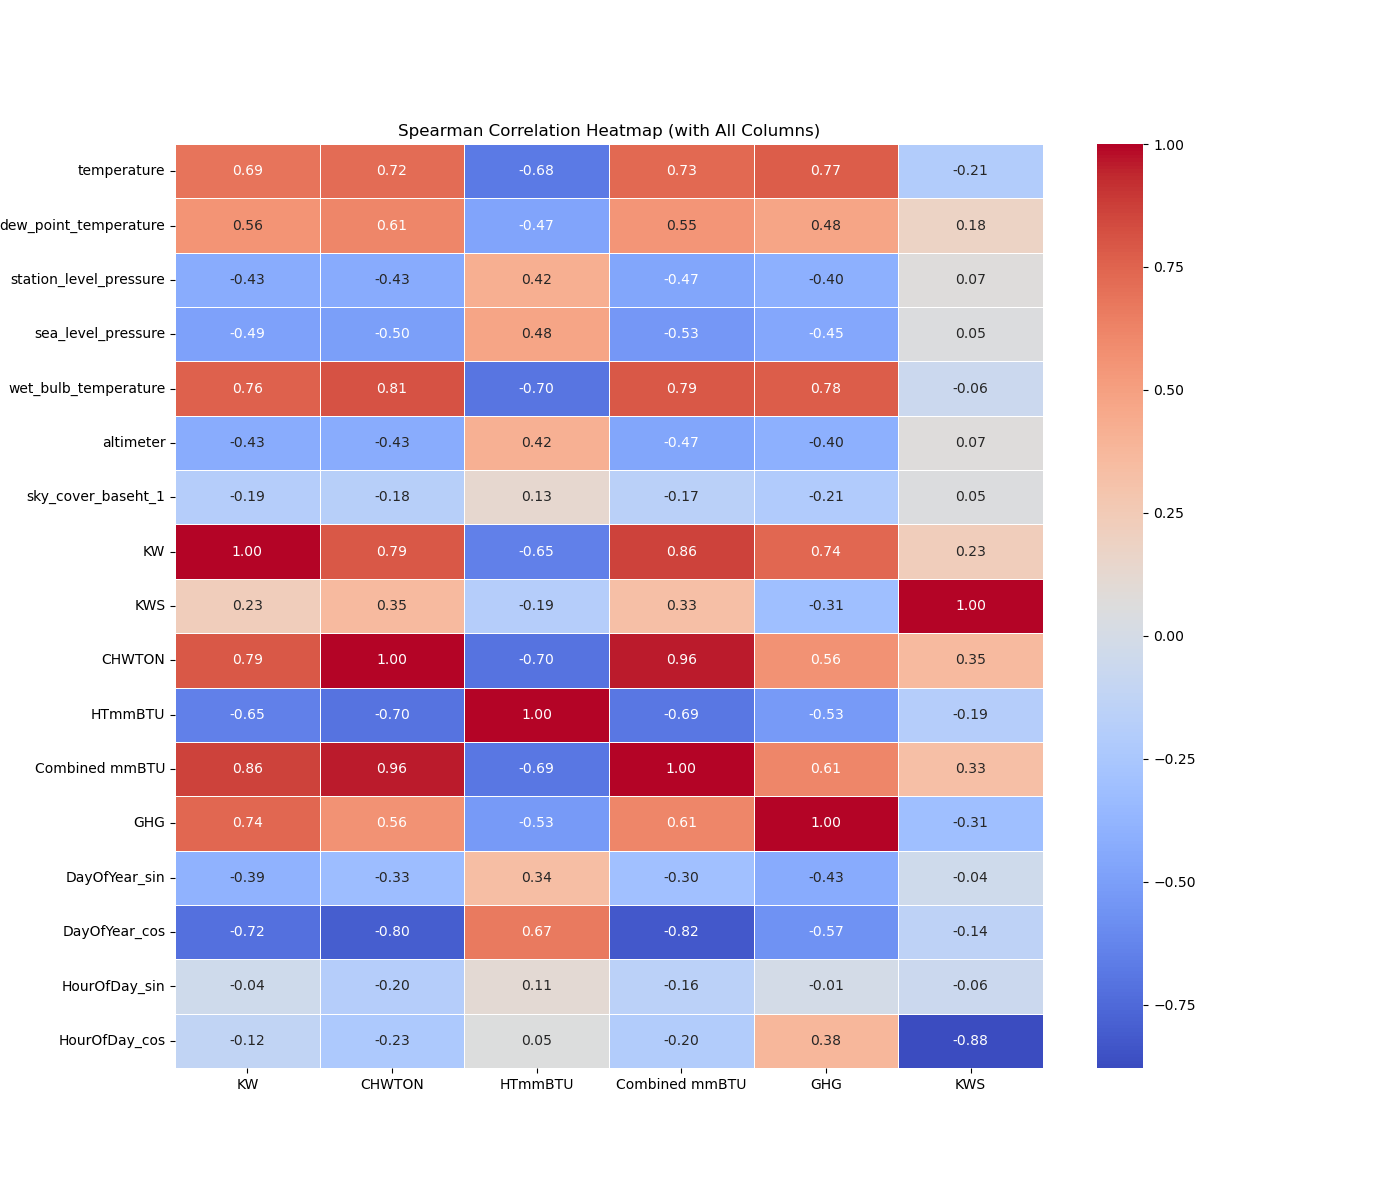 Spearman Correlation Heatmap (with All Columns)
temperature 0.69 0.72 -0.68 0.73 0.77 -0.21
dew_point_temperature 0.56 0.61 -0.47 0.55 0.48 0.18
station_level_pressure -0.43 -0.43 0.42 -0.47 -0.40 0.07
sea_level_pressure -0.49 -0.50 0.48 -0.53 -0.45 0.05
wet_bulb_temperature 0.76 0.81 -0.70 0.79 0.78 -0.06
altimeter -0.43 -0.43 0.42 -0.47 -0.40 0.07
sky_cover_baseht_1 -0.19 -0.18 0.13 -0.17 -0.21 0.05
KW 1.00 0.79 -0.65 0.86 0.74 0.23
KWS 0.23 0.35 -0.19 0.33 -0.31 1.00
CHWTON 0.79 1.00 -0.70 0.96 0.56 0.35
HTmmBTU -0.65 -0.70 1.00 -0.69 -0.53 -0.19
Combined mmBTU 0.86 0.96 -0.69 1.00 0.61 0.33
GHG 0.74 0.56 -0.53 0.61 1.00 -0.31
DayOfYear_sin -0.39 -0.33 0.34 -0.30 -0.43 -0.04
DayOfYear_cos -0.72 -0.80 0.67 -0.82 -0.57 -0.14
HourOfDay_sin -0.04 -0.20 0.11 -0.16 -0.01 -0.06
HourOfDay_cos -0.12 -0.23 0.05 -0.20 0.38 -0.88
KW CHWTON HTmmBTU Combined mmBTU GHG KWS
1.00
0.75
0.50
0.25
0.00
−0.25
−0.50
−0.75